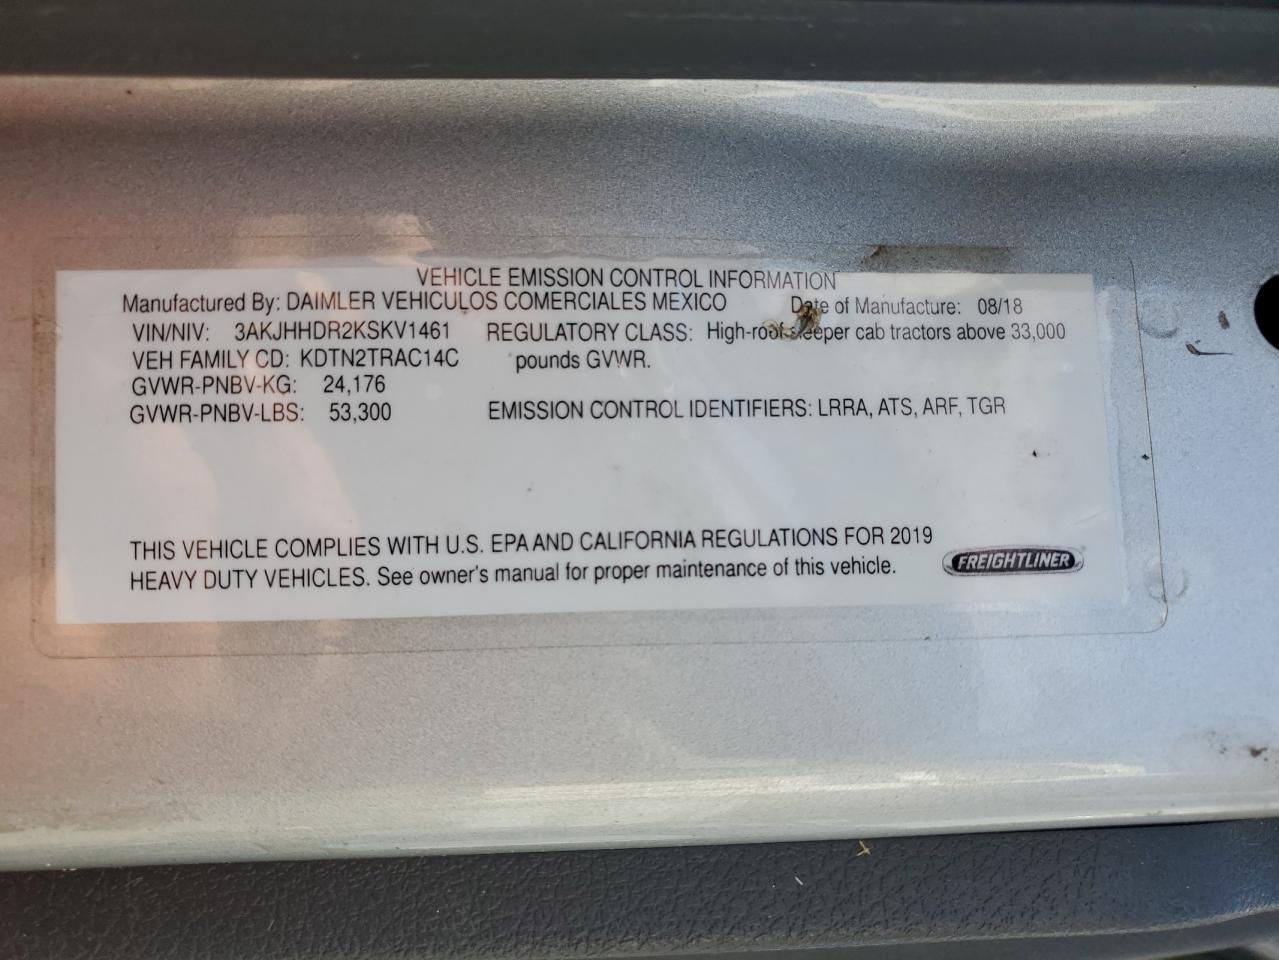 VEHICLE EMISSION CONTROL INFORMATION
Manufactured By: DAIMLER VEHICULOS COMERCIALES MEXICO Date of Manufacture: 08/18
VIN/NIV: 3AKJHHDR2KSKV1461 REGULATORY CLASS: High-roof sleeper cab tractors above 33,000
VEH FAMILY CD: KDTN2TRAC14C pounds GVWR.
GVWR-PNBV-KG: 24,176
GVWR-PNBV-LBS: 53,300 EMISSION CONTROL IDENTIFIERS: LRRA, ATS, ARF, TGR
THIS VEHICLE COMPLIES WITH U.S. EPA AND CALIFORNIA REGULATIONS FOR 2019
HEAVY DUTY VEHICLES. See owner's manual for proper maintenance of this vehicle.
FREIGHTLINER